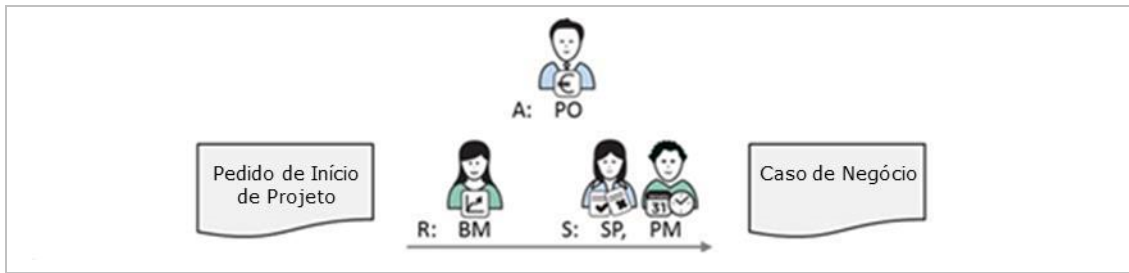 €
A: PO
Pedido de Início
de Projeto
Caso de Negócio
31
R: BM
S: SP, PM